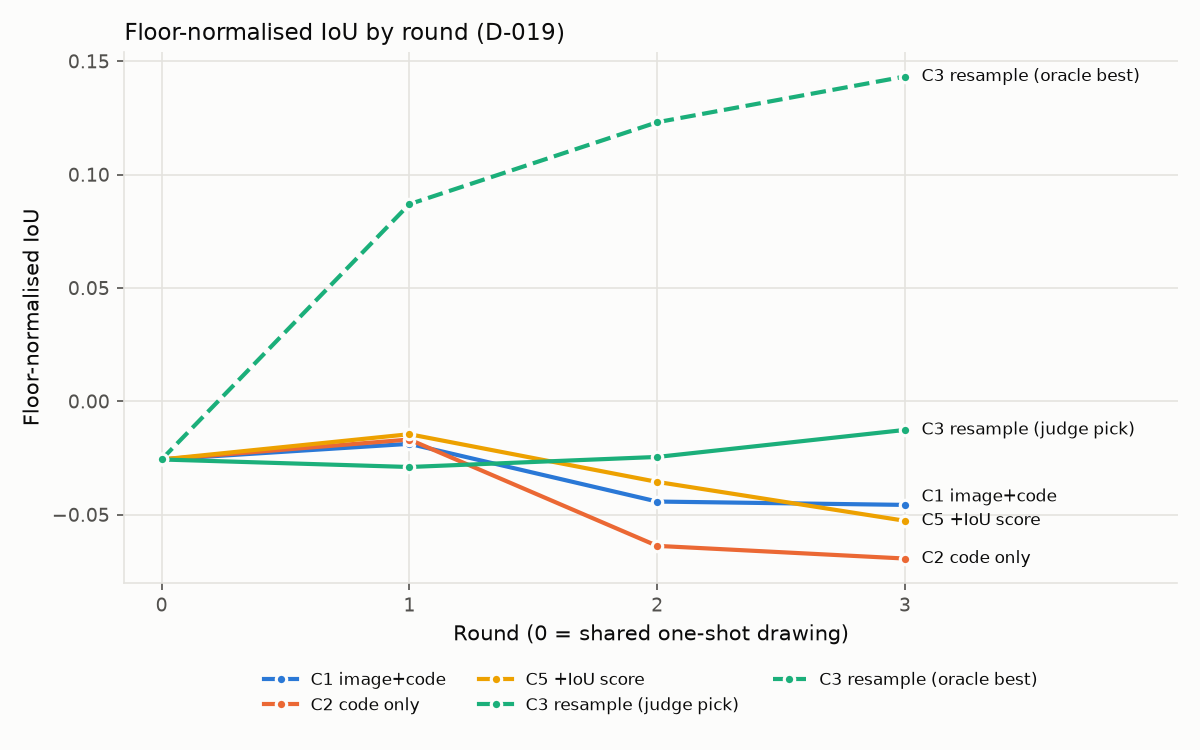 Floor-normalised IoU by round (D-019)
0.15
0.10
0.05
0.00
−0.05
Floor-normalised IoU
C3 resample (oracle best)
C3 resample (judge pick)
C1 image+code
C5 +IoU score
C2 code only
0 1 2 3
Round (0 = shared one-shot drawing)
C1 image+code C5 +IoU score C3 resample (oracle best)
C2 code only C3 resample (judge pick)